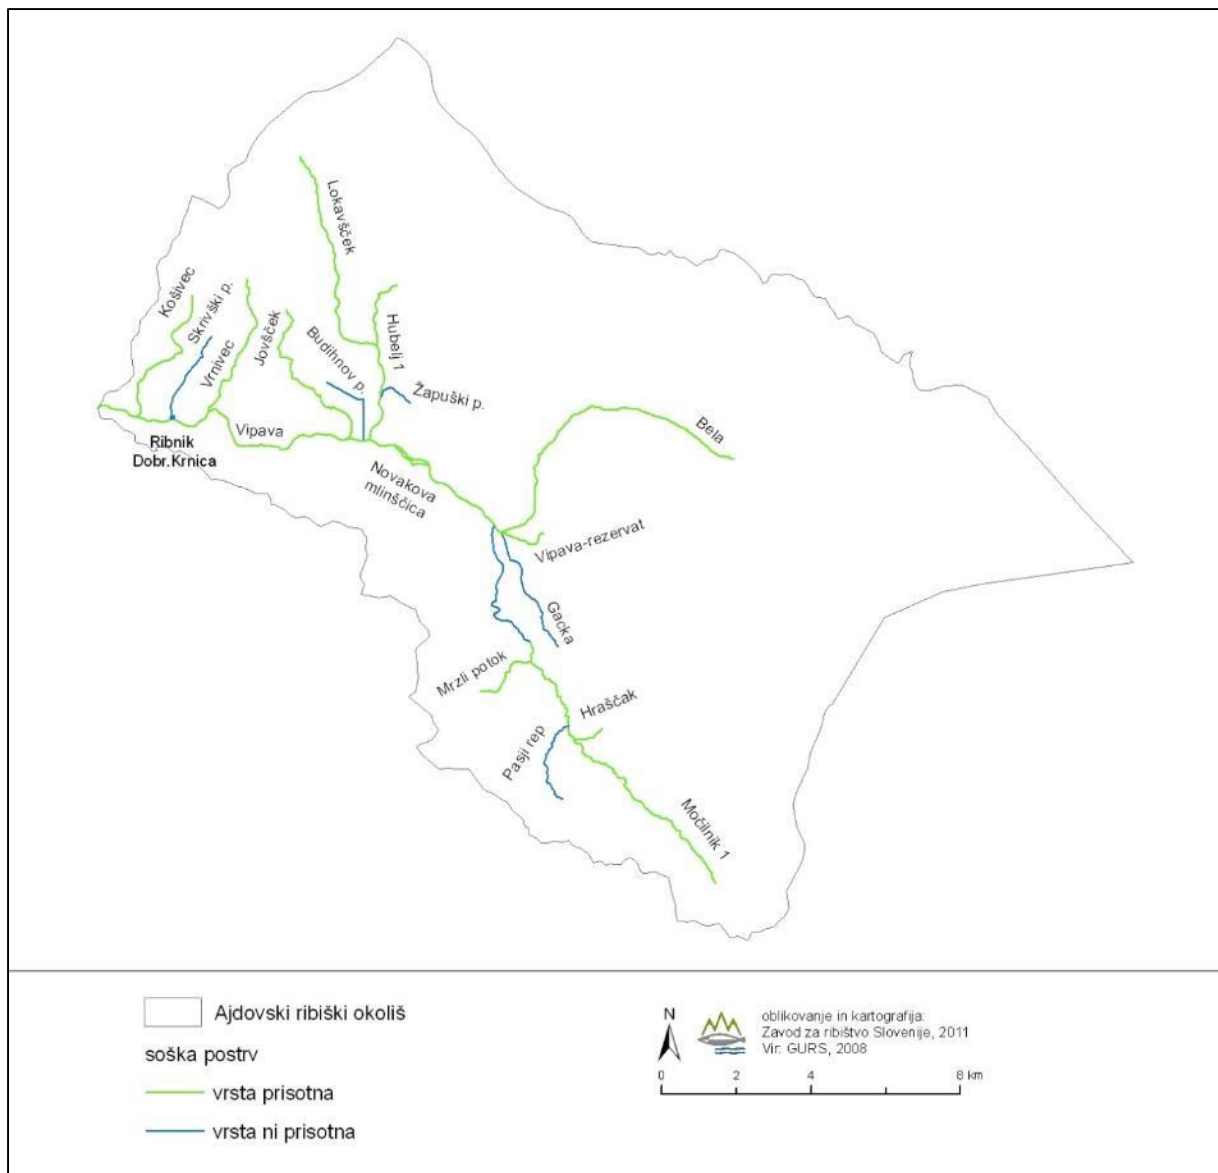 Lokavšček
Košivec
Skrivški p.
Vrnivec
Jovšček
Budihnov p.
Hubelj 1
Žapuški p.
Bela
Vipava
Ribnik
Dobr.Krnica
Novakova
mlinščica
Vipava-rezervat
Gacka
Mrzli potok
Hraščak
Pasji rep
Močilnik 1
Ajdovski ribiški okoliš
soška postrv
vrsta prisotna
vrsta ni prisotna
N
oblikovanje in kartografija:
Zavod za ribištvo Slovenije, 2011
Vir: GURS, 2008
0 2 4 8 km